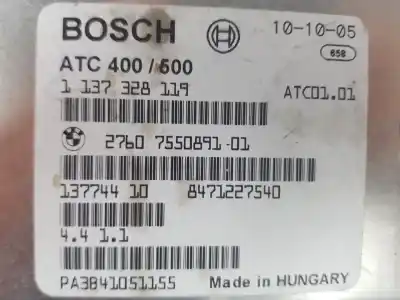 BOSCH 10-10-05
658
ATC 400 / 500
1 137 328 119 ATC01.01
2760 7550891-01
137744 10 8471227540
4.4 1.1
PA3841051155 Made in HUNGARY